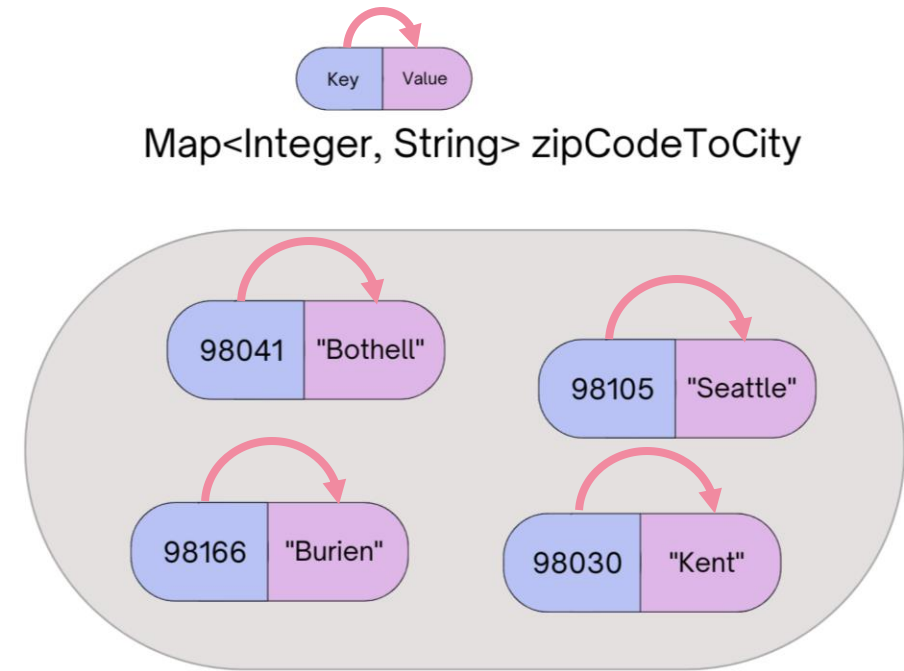 Key Value
Map<Integer, String> zipCodeToCity
98041 "Bothell"
98105 "Seattle"
98166 "Burien"
98030 "Kent"